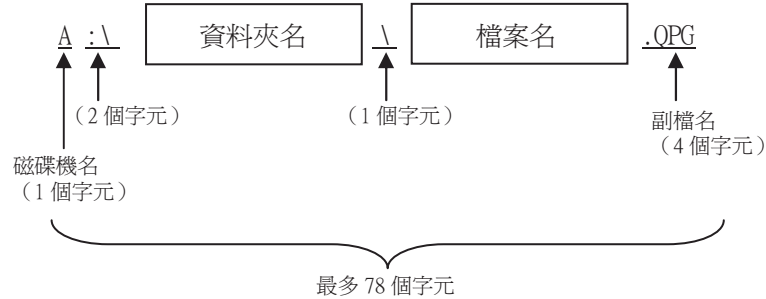 A :\ 資料夾名 \ 檔案名 .QPG
（2 個字元） （1 個字元） 副檔名
（4 個字元）
磁碟機名
（1 個字元）
最多 78 個字元